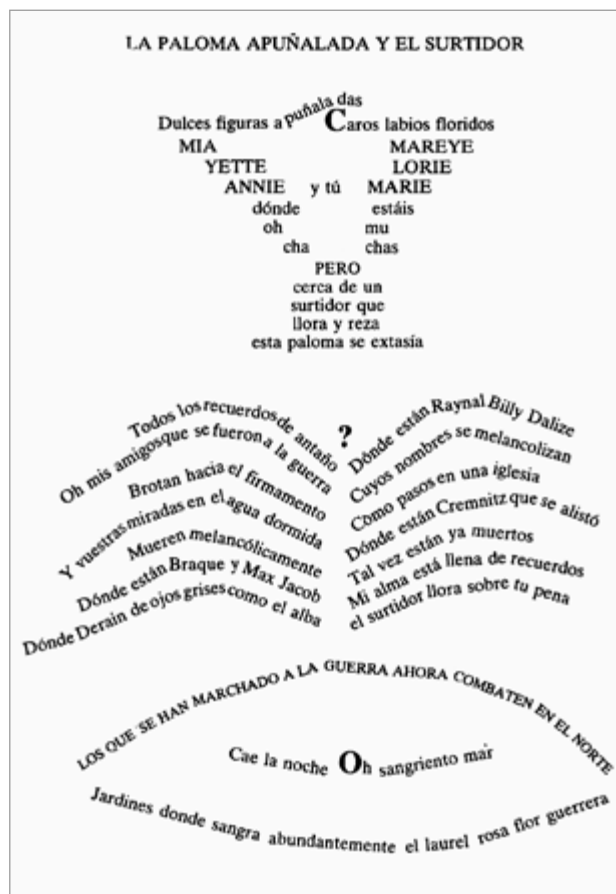 LA PALOMA APUÑALADA Y EL SURTIDOR
Dulces figuras apuñaladas Caros labios floridos
MIA MAREYE
YETTE LORIE
ANNIE y tú MARIE
dónde estáis
oh mu
cha chas
PERO
cerca de un
surtidor que
llora y reza
esta paloma se extasía
Todos los recuerdos de antaño
Oh mis amigos que se fueron a la guerra
Brotan hacia el firmamento
Y vuestras miradas en el agua dormida
Mueren melancólicamente
Dónde están Braque y Max Jacob
Dónde Derain de ojos grises como el alba
?
Dónde están Raynal Billy Dalize
Cuyos nombres se melancolizan
Como pasos en una iglesia
Dónde están Cremnitz que se alistó
Tal vez están ya muertos
Mi alma está llena de recuerdos
el surtidor llora sobre tu pena
LOS QUE SE HAN MARCHADO A LA GUERRA AHORA COMBATEN EN EL NORTE
Cae la noche Oh sangriento mar
Jardines donde sangra abundantemente el laurel rosa flor guerrera